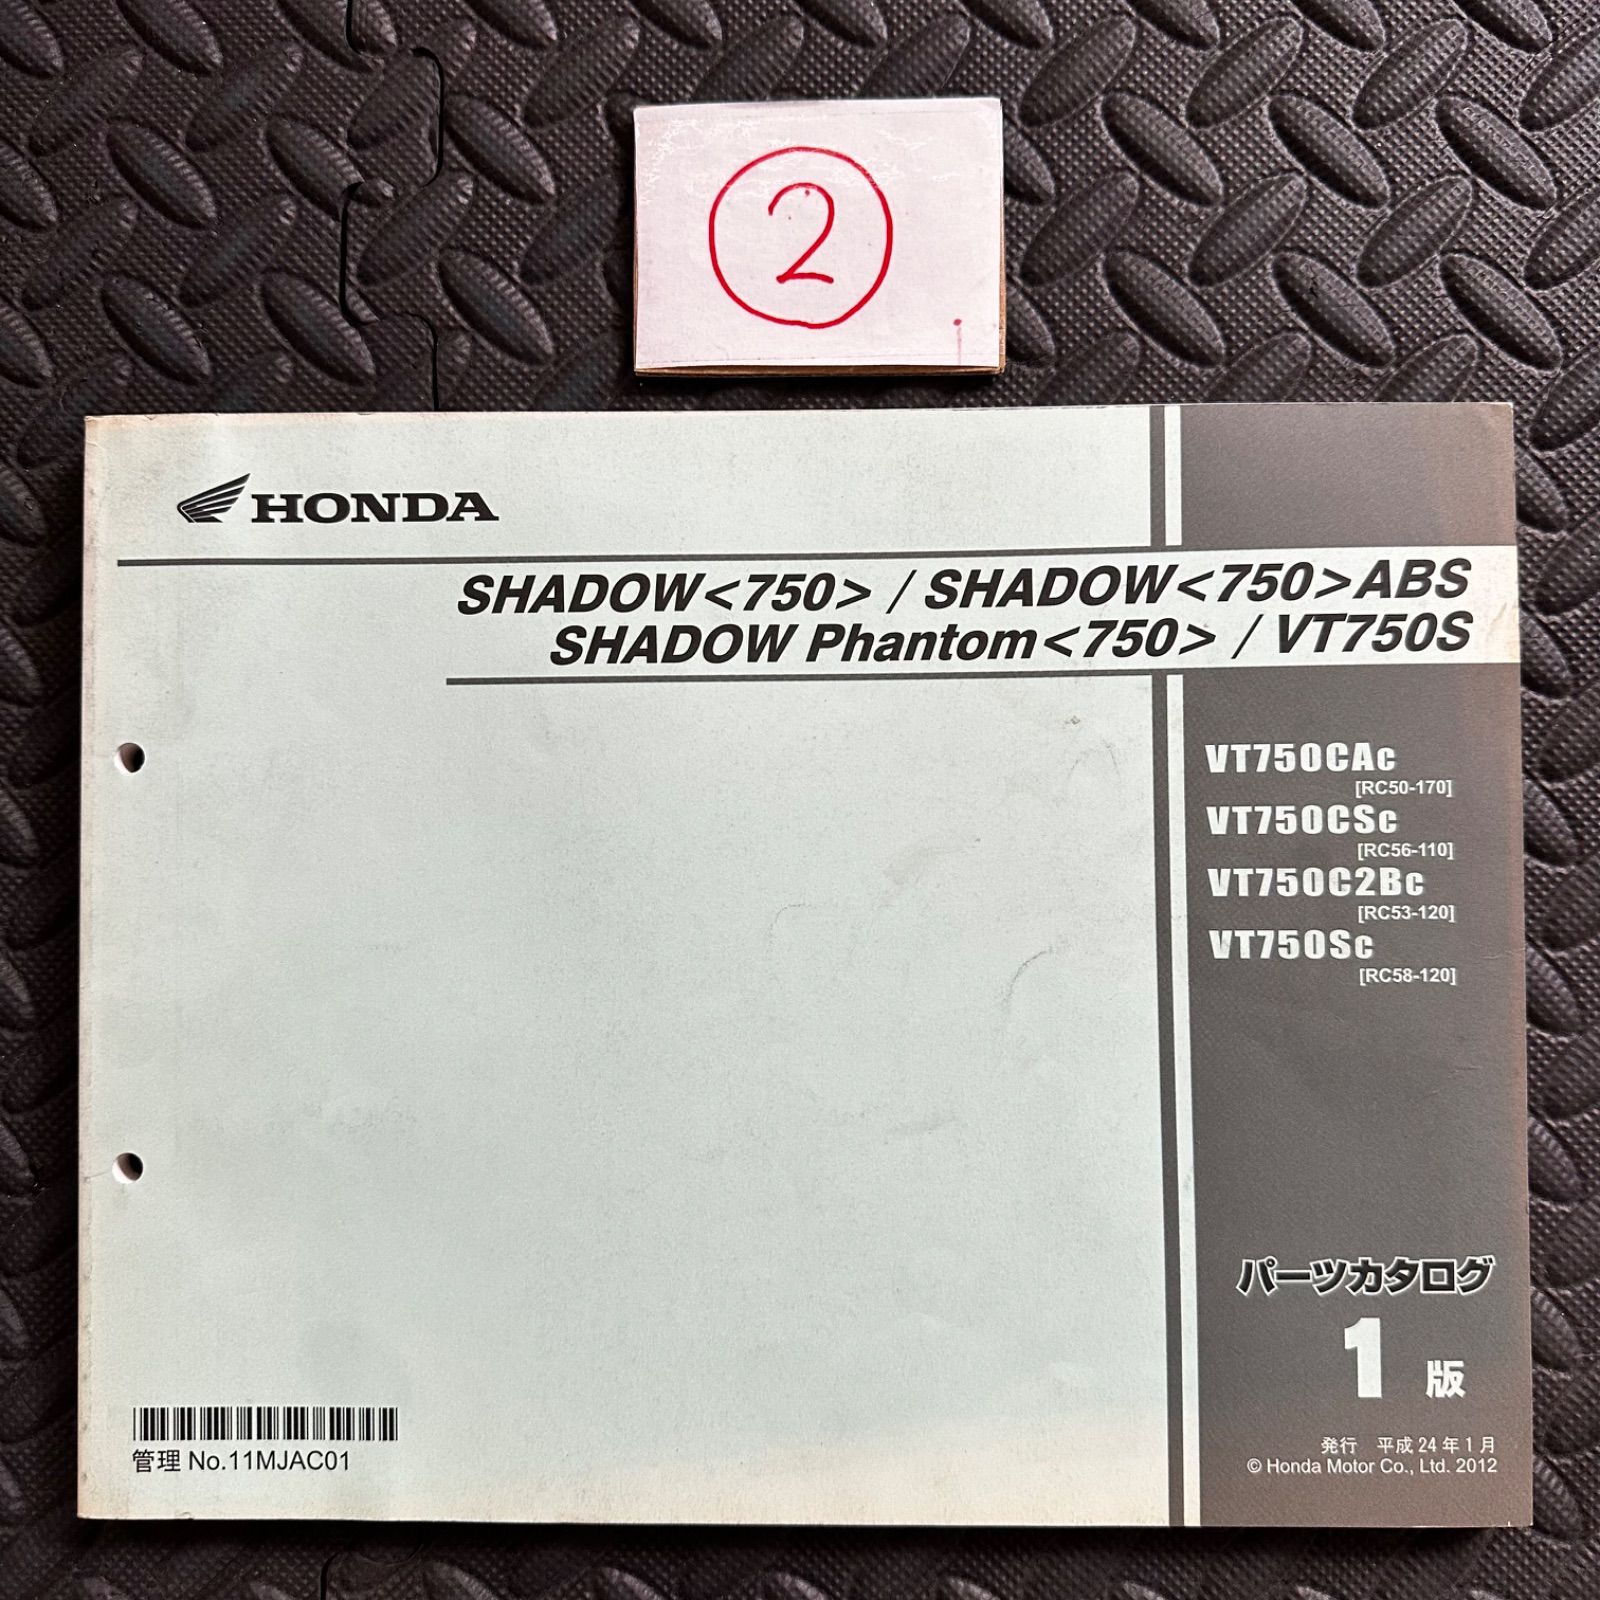 ②
HONDA
SHADOW<750> / SHADOW<750>ABS
SHADOW Phantom<750> / VT750S
VT750CAC
[RC50-170]
VT750CSC
[RC56-110]
VT750C2BC
[RC53-120]
VT750SC
[RC58-120]
パーツカタログ
1 版
管理 No.11MJAC01
発行 平成24年1月
© Honda Motor Co., Ltd. 2012